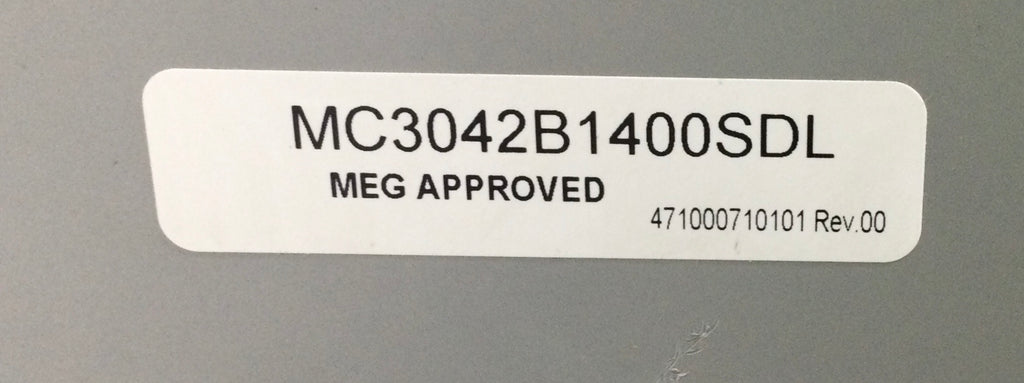 MC3042B1400SDL
MEG APPROVED
471000710101 Rev.00